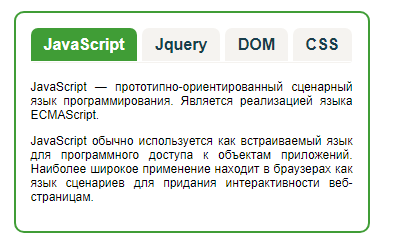 JavaScript Jquery DOM CSS
JavaScript — прототипно-ориентированный сценарный
язык программирования. Является реализацией языка
ECMAScript.
JavaScript обычно используется как встраиваемый язык
для программного доступа к объектам приложений.
Наиболее широкое применение находит в браузерах как
язык сценариев для придания интерактивности веб-
страницам.